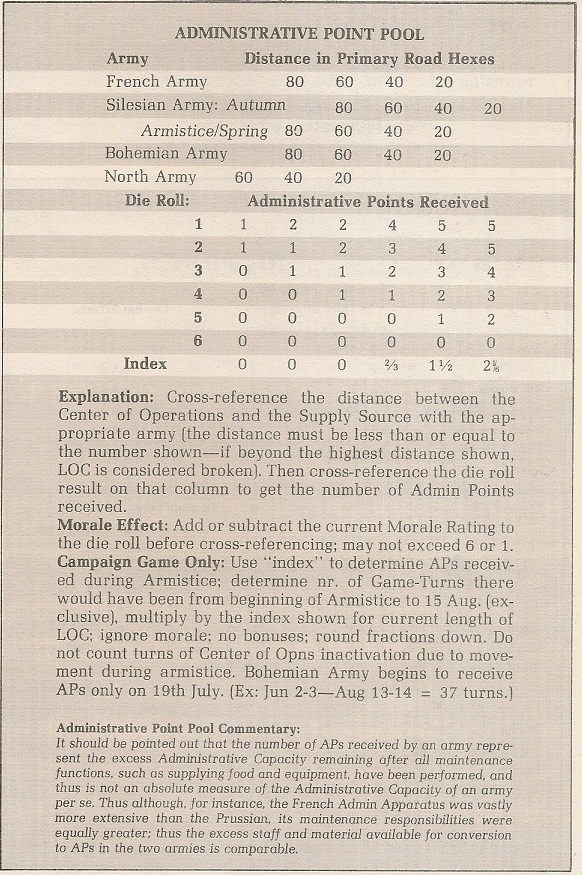 ADMINISTRATIVE POINT POOL
Army Distance in Primary Road Hexes
French Army 80 60 40 20
Silesian Army: Autumn 80 60 40 20
Armistice/Spring 80 60 40 20
Bohemian Army 80 60 40 20
North Army 60 40 20
Die Roll: Administrative Points Received
1 1 2 2 4 5 5
2 1 1 2 3 4 5
3 0 1 1 2 3 4
4 0 0 1 1 2 3
5 0 0 0 0 1 2
6 0 0 0 0 0 0
Index 0 0 0 ⅔ 1½ 2⅙
Explanation: Cross-reference the distance between the
Center of Operations and the Supply Source with the ap-
propriate army (the distance must be less than or equal to
the number shown—if beyond the highest distance shown,
LOC is considered broken). Then cross-reference the die roll
result on that column to get the number of Admin Points
received.
Morale Effect: Add or subtract the current Morale Rating to
the die roll before cross-referencing; may not exceed 6 or 1.
Campaign Game Only: Use "index" to determine APs receiv-
ed during Armistice; determine nr. of Game-Turns there
would have been from beginning of Armistice to 15 Aug. (ex-
clusive), multiply by the index shown for current length of
LOC; ignore morale; no bonuses; round fractions down. Do
not count turns of Center of Opns inactivation due to move-
ment during armistice. Bohemian Army begins to receive
APs only on 19th July. (Ex: Jun 2-3—Aug 13-14 = 37 turns.)
Administrative Point Pool Commentary:
It should be pointed out that the number of APs received by an army repre-
sent the excess Administrative Capacity remaining after all maintenance
functions, such as supplying food and equipment, have been performed, and
thus is not an absolute measure of the Administrative Capacity of an army
per se. Thus although, for instance, the French Admin Apparatus was vastly
more extensive than the Prussian, its maintenance responsibilities were
equally greater; thus the excess staff and material available for conversion
to APs in the two armies is comparable.